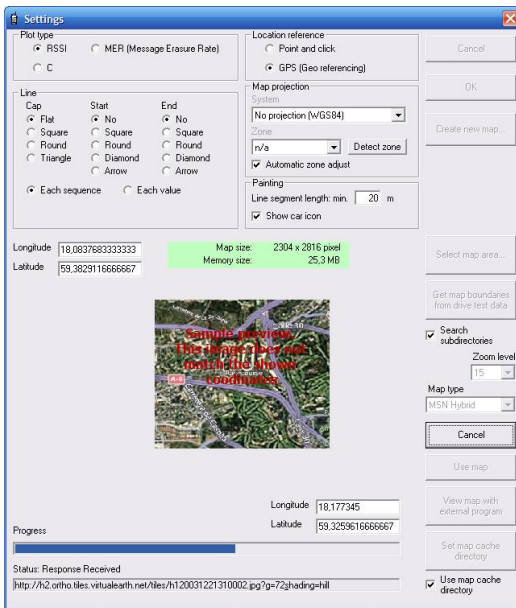 Settings
Plot type
RSSI
MER (Message Erasure Rate)
C
Location reference
Point and click
GPS (Geo referencing)
Cancel
OK
Create new map...
Line
Cap
Start
End
Flat
No
No
Square
Square
Square
Round
Round
Round
Triangle
Diamond
Diamond
Arrow
Arrow
Each sequence
Each value
Map projection
System
No projection (WGS84)
Zone
n/a
Detect zone
Automatic zone adjust
Painting
Line segment length: min. 20 m
Show car icon
Longitude 18,0837683333333
Latitude 59,3829116666667
Map size: 2304 x 2816 pixel
Memory size: 25,3 MB
Select map area...
Get map boundaries
from drive test data
Search
subdirectories
Zoom level
15
Map type
MSN Hybrid
Sample preview.
This image does not
match the shown
coodinates.
A-6
Cancel
Use map
View map with
external program
Set map cache
directory
Use map cache
directory
Longitude 18,177345
Latitude 59,3259616666667
Progress
Status: Response Received
http://h2.ortho.tiles.virtualearth.net/tiles/h120031221310002.jpg?g=72shading=hill